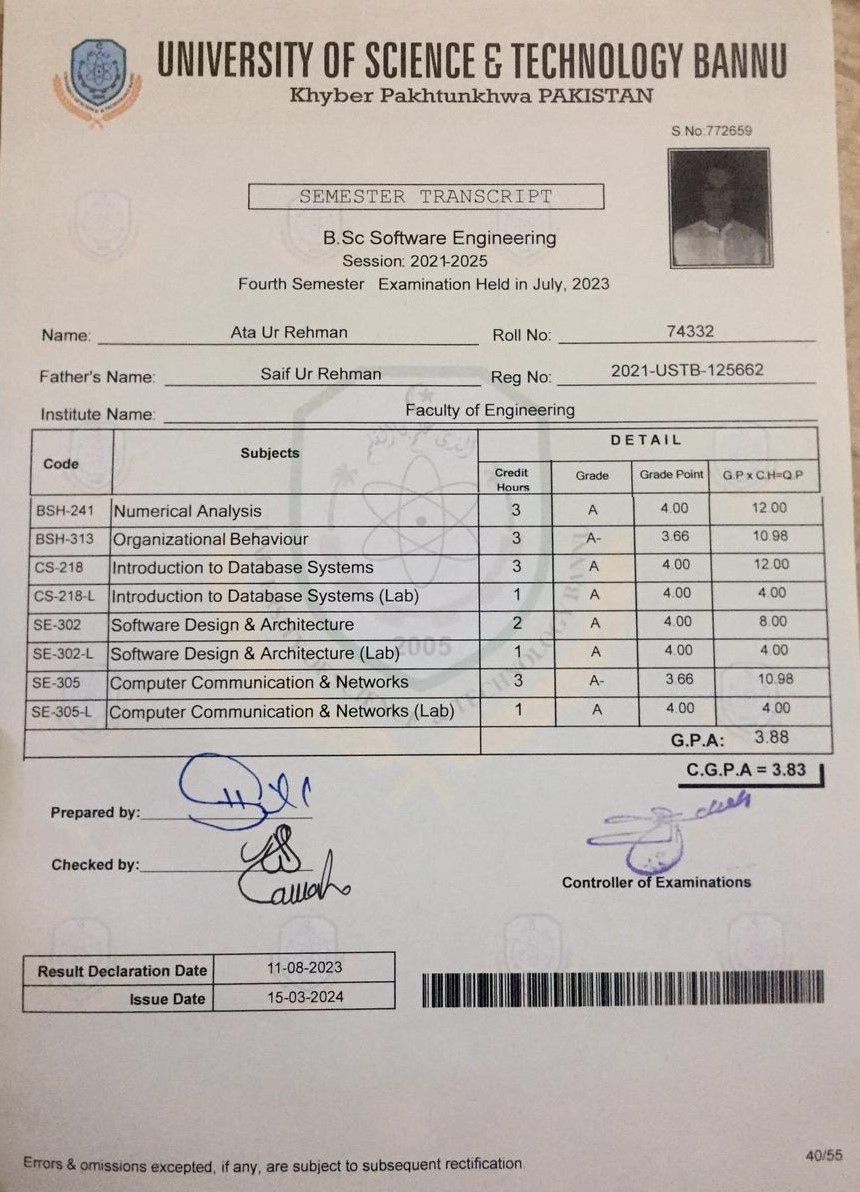 UNIVERSITY OF SCIENCE & TECHNOLOGY BANNU
Khyber Pakhtunkhwa PAKISTAN
S.No:772659
SEMESTER TRANSCRIPT
B.Sc Software Engineering
Session: 2021-2025
Fourth Semester Examination Held in July, 2023
Name: Ata Ur Rehman Roll No: 74332
Father's Name: Saif Ur Rehman Reg No: 2021-USTB-125662
Institute Name: Faculty of Engineering
Code Subjects DETAIL
Credit Hours Grade Grade Point G.P x C.H=Q.P
BSH-241 Numerical Analysis 3 A 4.00 12.00
BSH-313 Organizational Behaviour 3 A- 3.66 10.98
CS-218 Introduction to Database Systems 3 A 4.00 12.00
CS-218-L Introduction to Database Systems (Lab) 1 A 4.00 4.00
SE-302 Software Design & Architecture 2 A 4.00 8.00
SE-302-L Software Design & Architecture (Lab) 1 A 4.00 4.00
SE-305 Computer Communication & Networks 3 A- 3.66 10.98
SE-305-L Computer Communication & Networks (Lab) 1 A 4.00 4.00
2005
G.P.A: 3.88
C.G.P.A = 3.83
Prepared by:
Checked by:
Controller of Examinations
Result Declaration Date 11-08-2023
Issue Date 15-03-2024
Errors & omissions excepted, if any, are subject to subsequent rectification
40/55